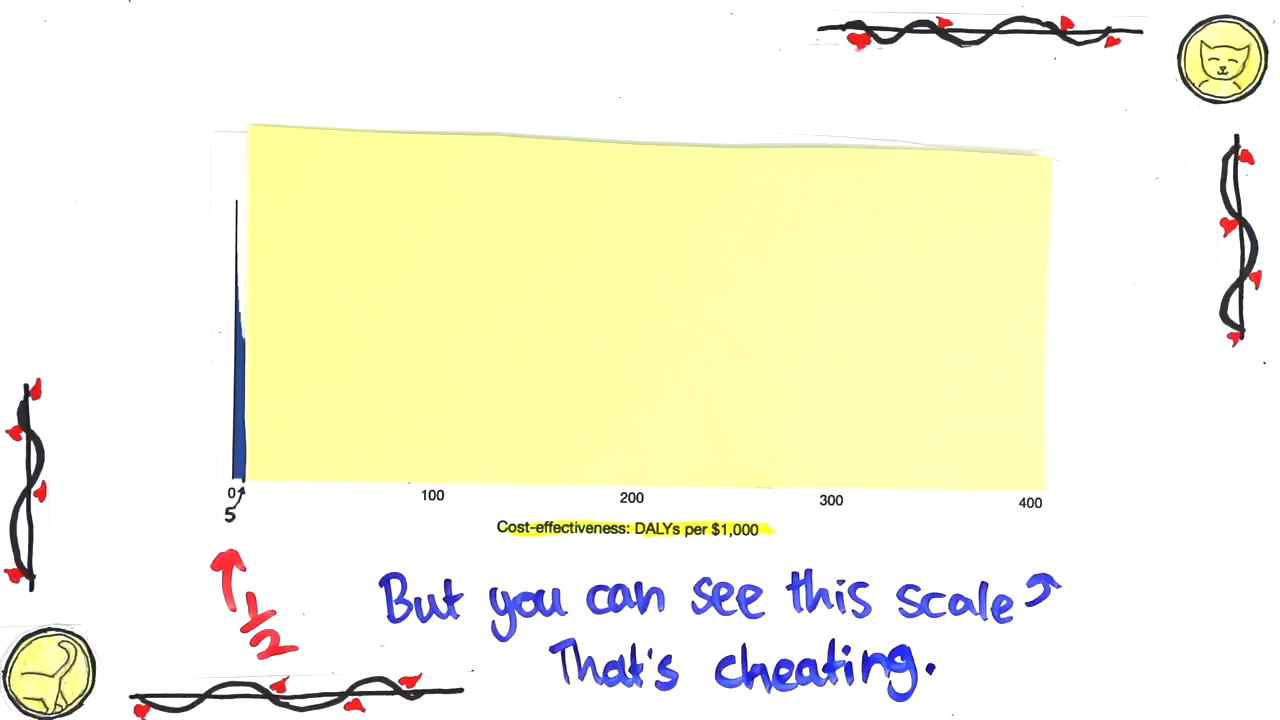 0 100 200 300 400
5
Cost-effectiveness: DALYs per $1,000
1/2
But you can see this scale
That's cheating.